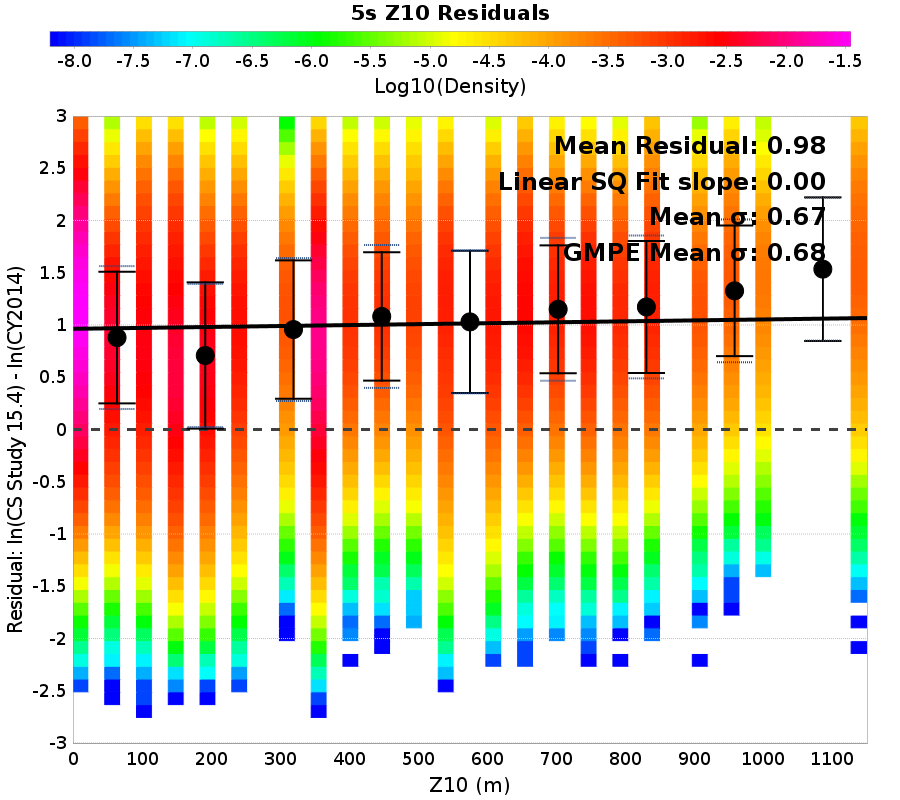 5s Z10 Residuals
-8.0 -7.5 -7.0 -6.5 -6.0 -5.5 -5.0 -4.5 -4.0 -3.5 -3.0 -2.5 -2.0 -1.5
Log10(Density)
Mean Residual: 0.98
Linear SQ Fit slope: 0.00
Mean σ: 0.67
GMPE Mean σ: 0.68
Residual: ln(CS Study 15.4) - ln(CY2014)
3
2.5
2
1.5
1
0.5
0
-0.5
-1
-1.5
-2
-2.5
-3
0 100 200 300 400 500 600 700 800 900 1000 1100
Z10 (m)